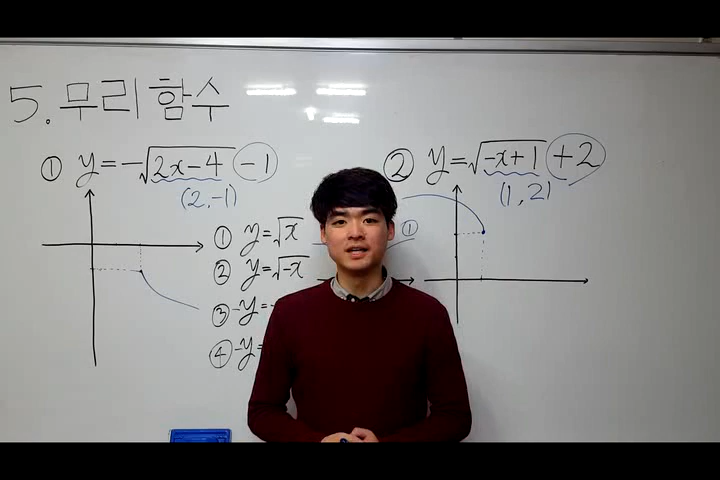 5. 무리함수
① y=-√(2x-4) -1
(2,-1)
② y=√(-x+1) +2
(1,2)
① y=√x
② y=√-x
③ -y=
④ -y=
①